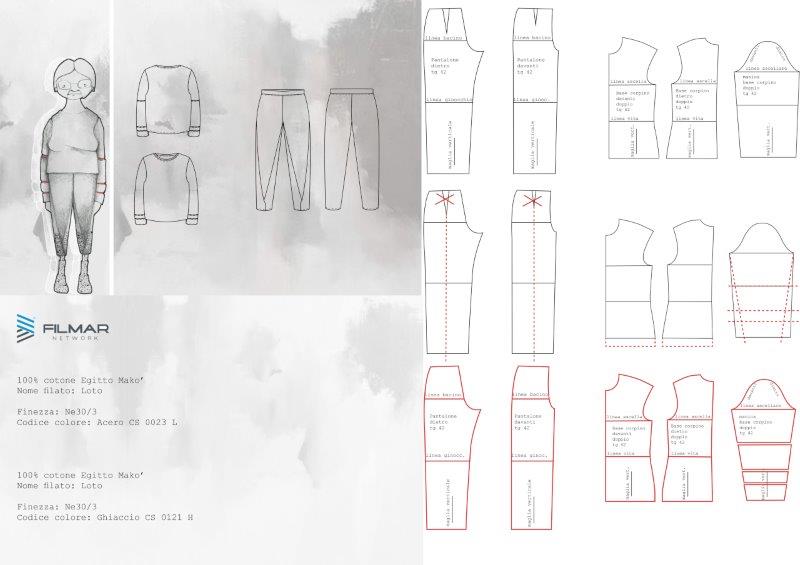 FILMAR
NETWORK
100% cotone Egitto Mako'
Nome filato: Loto
Finezza: Ne30/3
Codice colore: Acero CS 0023 L
100% cotone Egitto Mako'
Nome filato: Loto
Finezza: Ne30/3
Codice colore: Ghiaccio CS 0121 H
linea bacino
Pantalone
dietro
tg 42
linea ginocchio
maglia verticale
linea bacino
Pantalone
davanti
tg 42
linea ginoc.
maglia verticale
linea ascella
Base corpino
davanti
doppio
tg 42
linea vita
maglia vert.
linea ascella
Base corpino
dietro
doppio
tg 42
linea vita
maglia vert.
linea ascellare
manica
base corpino
doppio
tg 42
maglia vert.
linea bacino
Pantalone
dietro
tg 42
linea ginocc.
maglia verticale
linea bacino
Pantalone
davanti
tg 42
linea ginocc.
maglia verticale
linea ascella
Base corpino
davanti
doppio
tg 42
linea vita
maglia vert.
linea ascella
Base corpino
dietro
doppio
tg 42
linea vita
maglia vert.
linea ascellare
manica
base corpino
doppio
tg 42